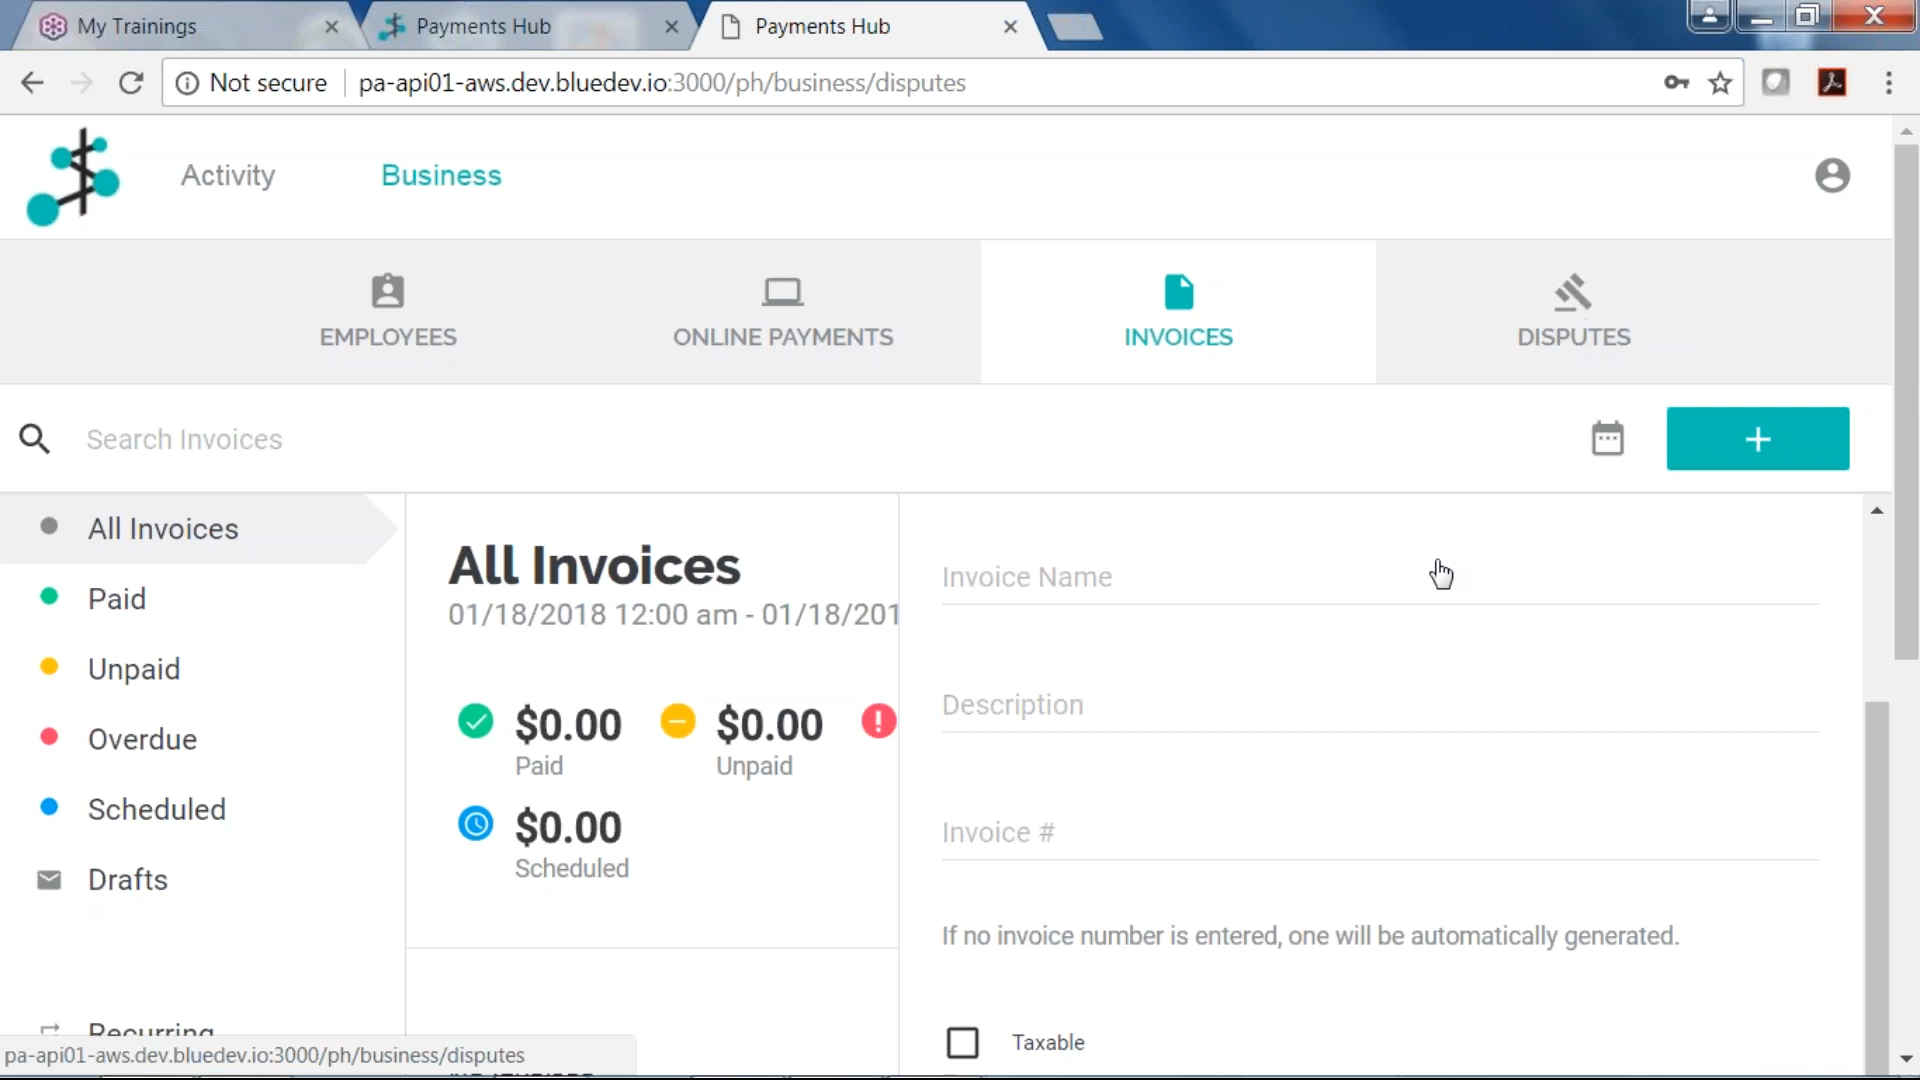 My Trainings
Payments Hub
Payments Hub
Not secure
pa-api01-aws.dev.bluedev.io:3000/ph/business/disputes
Activity
Business
EMPLOYEES
ONLINE PAYMENTS
INVOICES
DISPUTES
Search Invoices
+
All Invoices
Paid
Unpaid
Overdue
Scheduled
Drafts
Recurring
All Invoices
01/18/2018 12:00 am - 01/18/201
$0.00
Paid
$0.00
Unpaid
$0.00
Scheduled
Invoice Name
Description
Invoice #
If no invoice number is entered, one will be automatically generated.
Taxable
pa-api01-aws.dev.bluedev.io:3000/ph/business/disputes